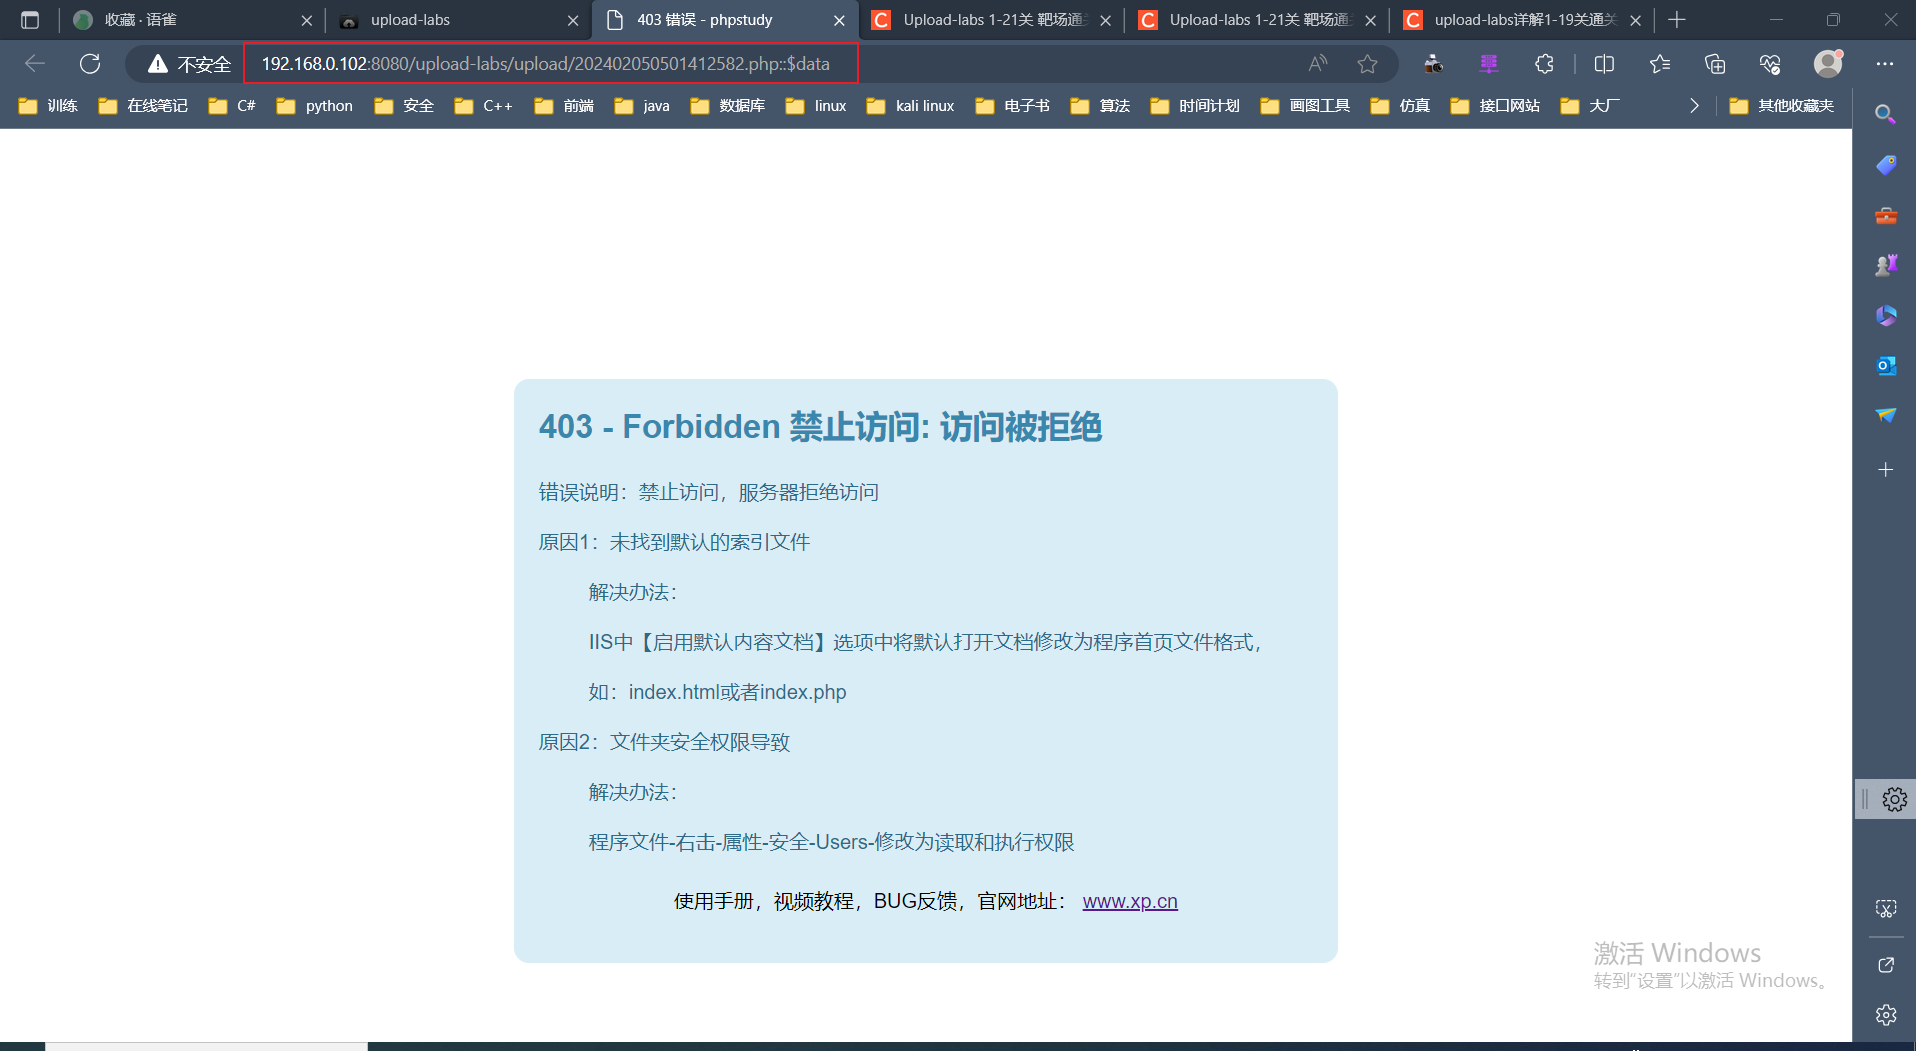 收藏 · 语雀
upload-labs
403 错误 - phpstudy
Upload-labs 1-21关 靶场通
Upload-labs 1-21关 靶场通
upload-labs详解1-19关通关
不安全
192.168.0.102:8080/upload-labs/upload/202402050501412582.php::$data
训练
在线笔记
C#
python
安全
C++
前端
java
数据库
linux
kali linux
电子书
算法
时间计划
画图工具
仿真
接口网站
大厂
其他收藏夹
403 - Forbidden 禁止访问: 访问被拒绝
错误说明：禁止访问，服务器拒绝访问
原因1：未找到默认的索引文件
解决办法：
IIS中【启用默认内容文档】选项中将默认打开文档修改为程序首页文件格式，
如：index.html或者index.php
原因2：文件夹安全权限导致
解决办法：
程序文件-右击-属性-安全-Users-修改为读取和执行权限
使用手册，视频教程，BUG反馈，官网地址： www.xp.cn
激活 Windows
转到"设置"以激活 Windows。